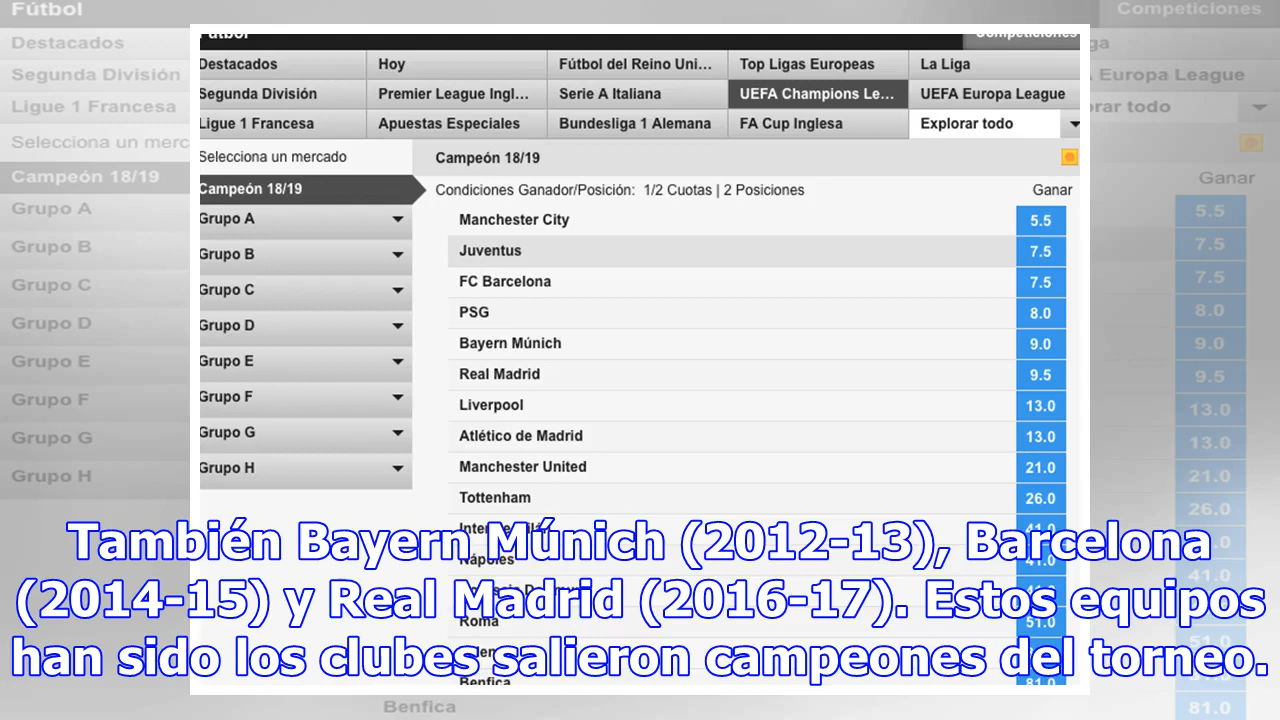 Fútbol
Competiciones
Destacados
Hoy
Fútbol del Reino Uni...
Top Ligas Europeas
La Liga
Segunda División
Premier League Ingl...
Serie A Italiana
UEFA Champions Le...
UEFA Europa League
Ligue 1 Francesa
Apuestas Especiales
Bundesliga 1 Alemana
FA Cup Inglesa
Explorar todo
Selecciona un mercado
Campeón 18/19
Campeón 18/19
Condiciones Ganador/Posición: 1/2 Cuotas | 2 Posiciones
Ganar
Grupo A
Grupo B
Grupo C
Grupo D
Grupo E
Grupo F
Grupo G
Grupo H
Manchester City 5.5
Juventus 7.5
FC Barcelona 7.5
PSG 8.0
Bayern Múnich 9.0
Real Madrid 9.5
Liverpool 13.0
Atlético de Madrid 13.0
Manchester United 21.0
Tottenham 26.0
41.0
Nápoles 41.0
Roma 51.0
Benfica 81.0
También Bayern Múnich (2012-13), Barcelona
(2014-15) y Real Madrid (2016-17). Estos equipos
han sido los clubes salieron campeones del torneo.